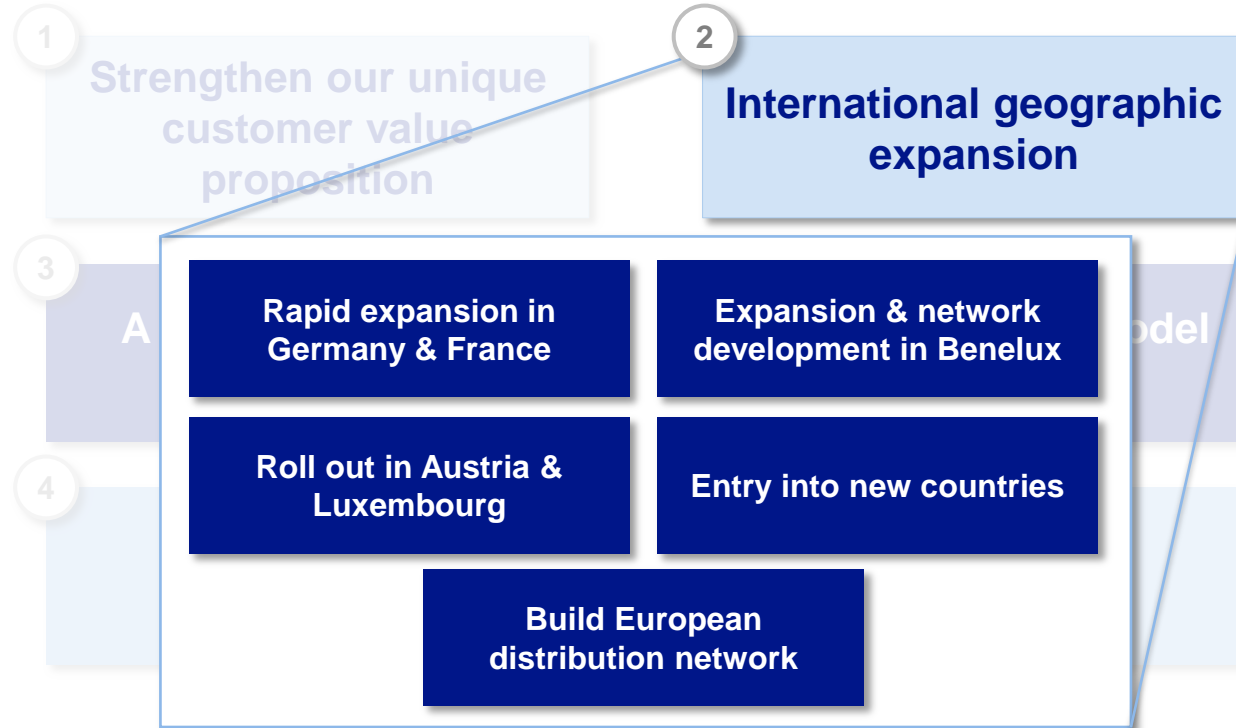 1
Strengthen our unique
customer value
proposition
2
International geographic
expansion
3
A
4
Rapid expansion in
Germany & France
Expansion & network
development in Benelux
Roll out in Austria &
Luxembourg
Entry into new countries
Build European
distribution network